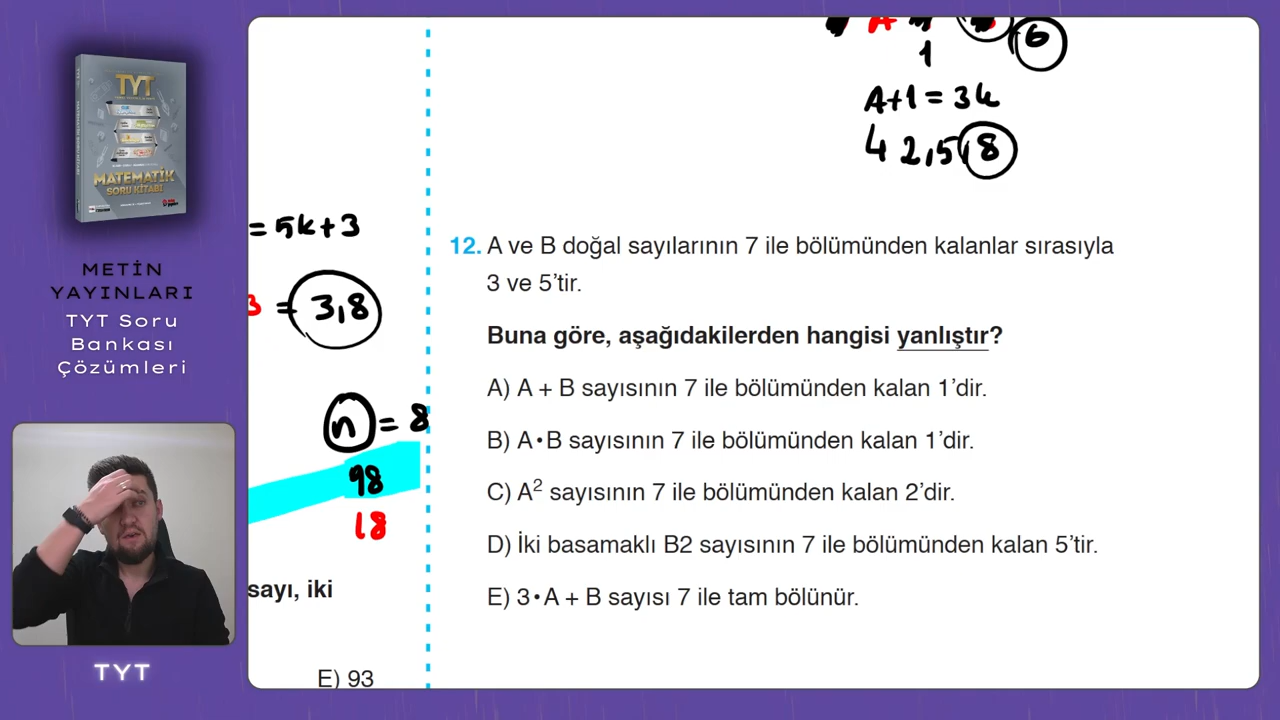 TYT
MATEMATİK
SORU KİTABI
METİN
YAYINLARI
TYT Soru
Bankası
Çözümleri
TYT
= 5k+3
3 = 3,8
n = 8
98
18
sayı, iki
E) 93
A
6
1
A+1 = 3k
4 2,5,8
12. A ve B doğal sayılarının 7 ile bölümünden kalanlar sırasıyla
3 ve 5’tir.
Buna göre, aşağıdakilerden hangisi yanlıştır?
A) A + B sayısının 7 ile bölümünden kalan 1’dir.
B) A•B sayısının 7 ile bölümünden kalan 1’dir.
C) A² sayısının 7 ile bölümünden kalan 2’dir.
D) İki basamaklı B2 sayısının 7 ile bölümünden kalan 5’tir.
E) 3•A + B sayısı 7 ile tam bölünür.